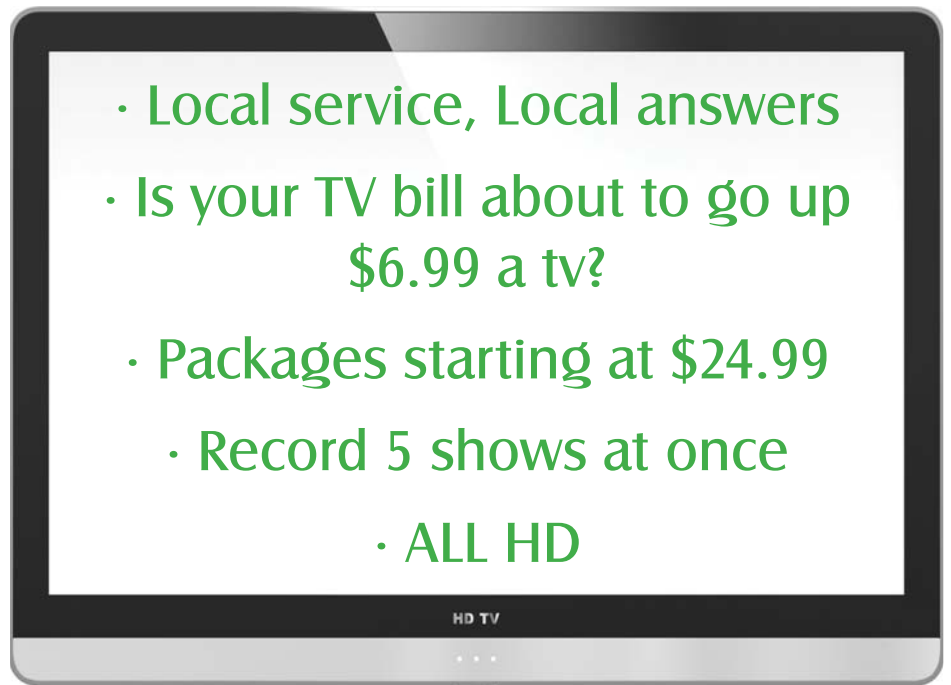 · Local service, Local answers
· Is your TV bill about to go up
$6.99 a tv?
· Packages starting at $24.99
· Record 5 shows at once
· ALL HD
HD TV